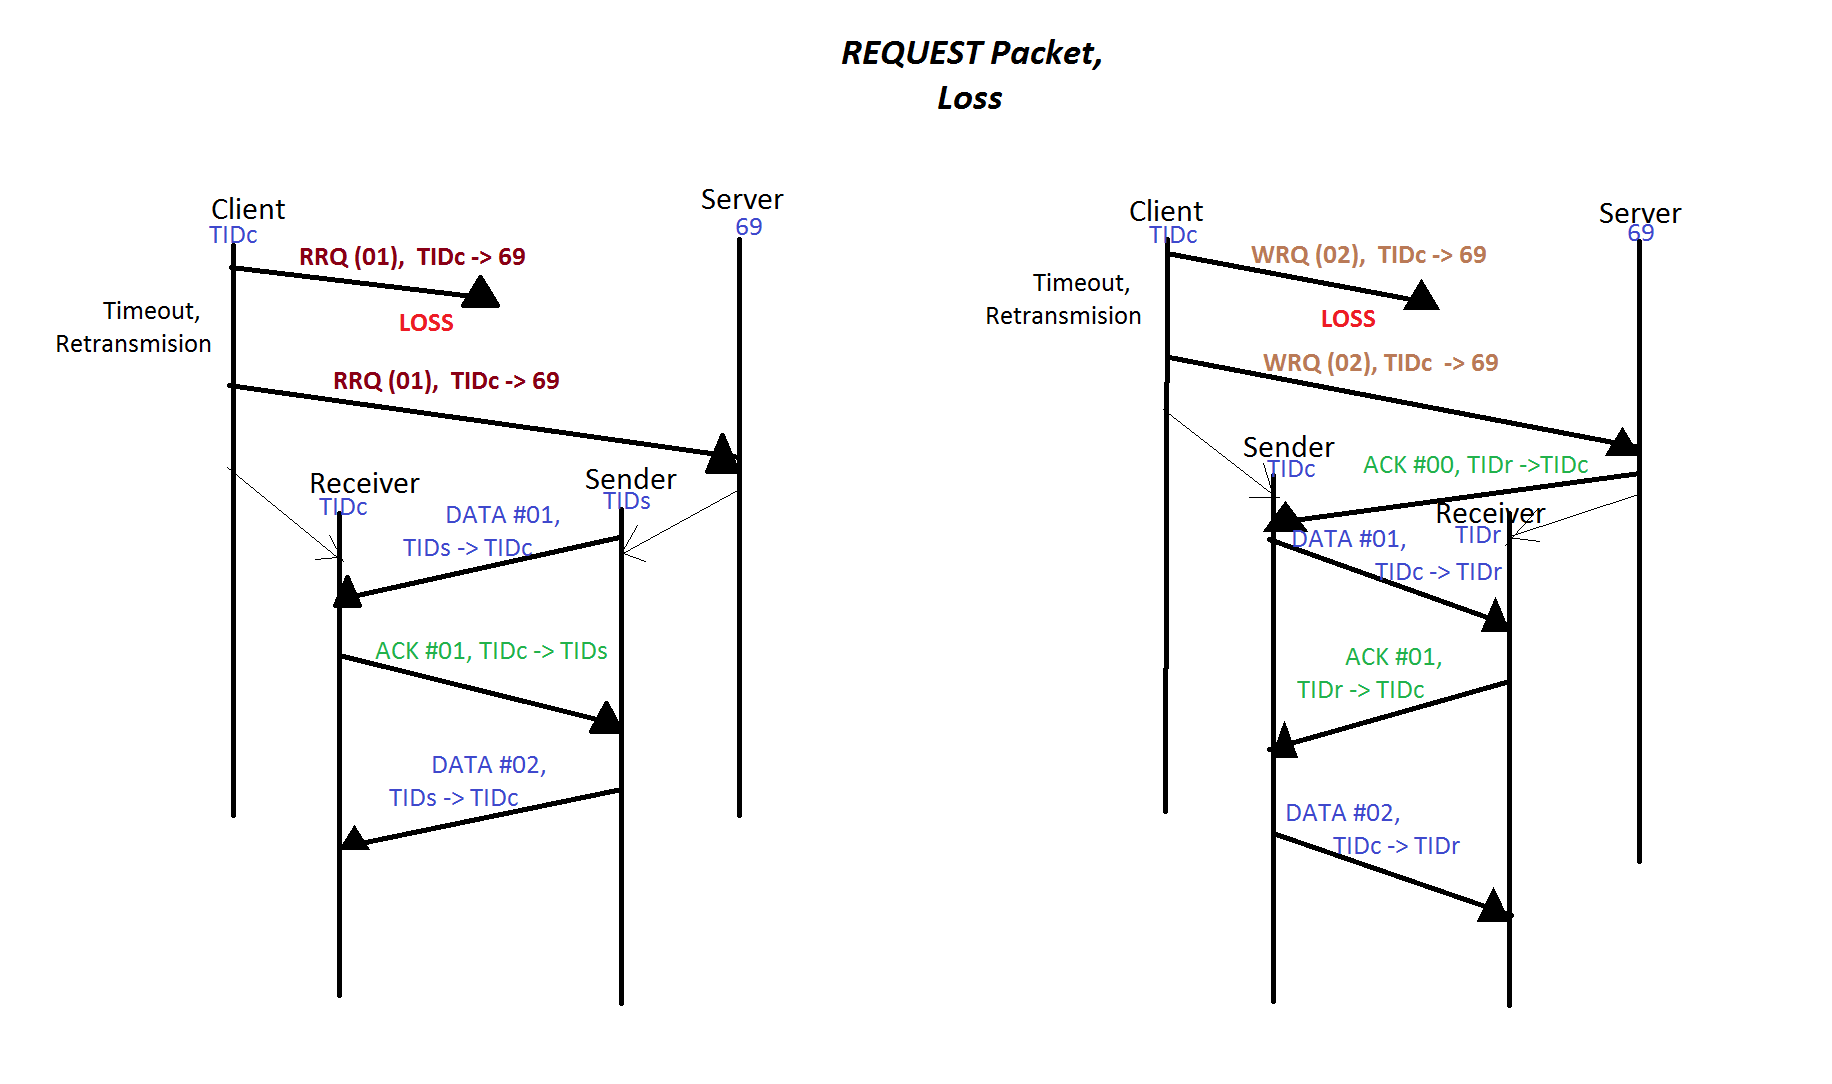 REQUEST Packet,
Loss
Client
TIDc
Server
69
RRQ (01),  TIDc -> 69
LOSS
Timeout,
Retransmision
RRQ (01),  TIDc -> 69
Receiver
TIDc
Sender
TIDs
DATA #01,
TIDs -> TIDc
ACK #01, TIDc -> TIDs
DATA #02,
TIDs -> TIDc
Client
TIDc
Server
69
WRQ (02),  TIDc -> 69
LOSS
Timeout,
Retransmision
WRQ (02), TIDc  -> 69
Sender
TIDc
ACK #00, TIDr ->TIDc
Receiver
TIDr
DATA #01,
TIDc -> TIDr
ACK #01,
TIDr -> TIDc
DATA #02,
TIDc -> TIDr